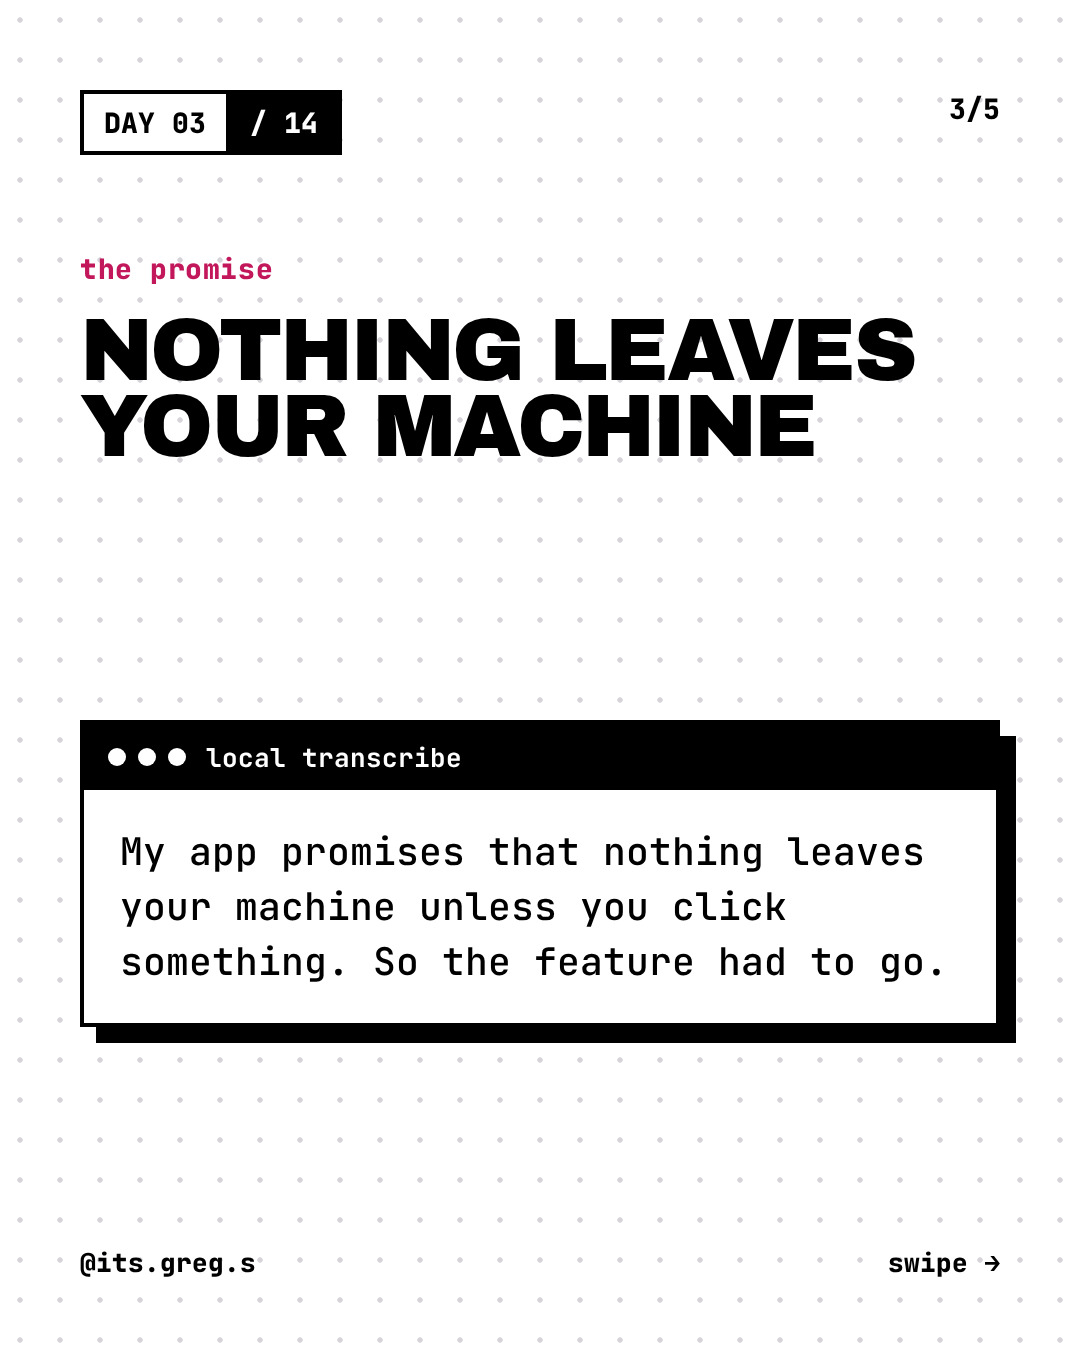 DAY 03 / 14
3/5
the promise
NOTHING LEAVES
YOUR MACHINE
local transcribe
My app promises that nothing leaves
your machine unless you click
something. So the feature had to go.
@its.greg.s
swipe →